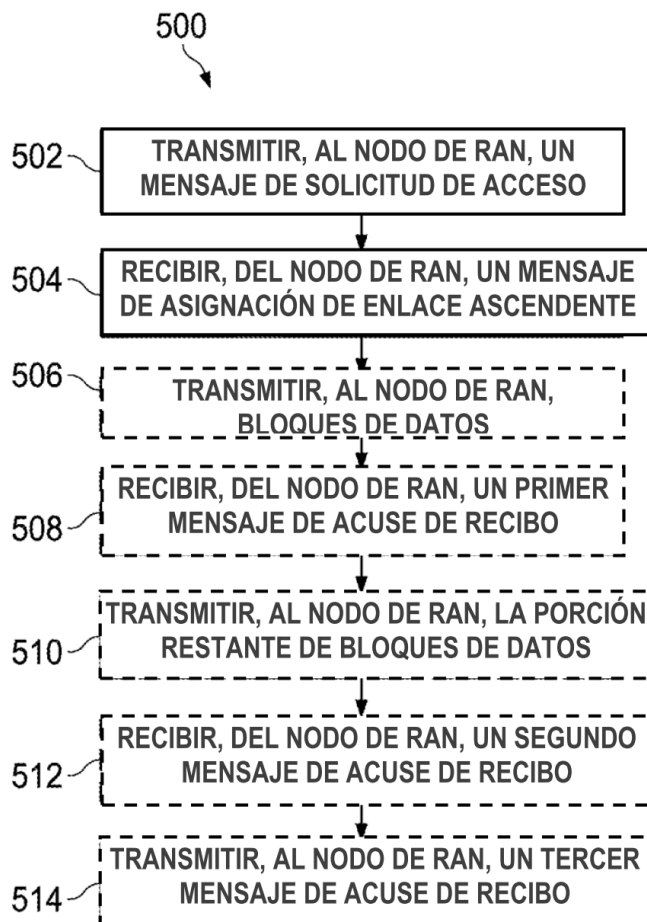 500
502
TRANSMITIR, AL NODO DE RAN, UN
MENSAJE DE SOLICITUD DE ACCESO
504
RECIBIR, DEL NODO DE RAN, UN MENSAJE
DE ASIGNACIÓN DE ENLACE ASCENDENTE
506
TRANSMITIR, AL NODO DE RAN,
BLOQUES DE DATOS
508
RECIBIR, DEL NODO DE RAN, UN PRIMER
MENSAJE DE ACUSE DE RECIBO
510
TRANSMITIR, AL NODO DE RAN, LA PORCIÓN
RESTANTE DE BLOQUES DE DATOS
512
RECIBIR, DEL NODO DE RAN, UN SEGUNDO
MENSAJE DE ACUSE DE RECIBO
514
TRANSMITIR, AL NODO DE RAN, UN TERCER
MENSAJE DE ACUSE DE RECIBO